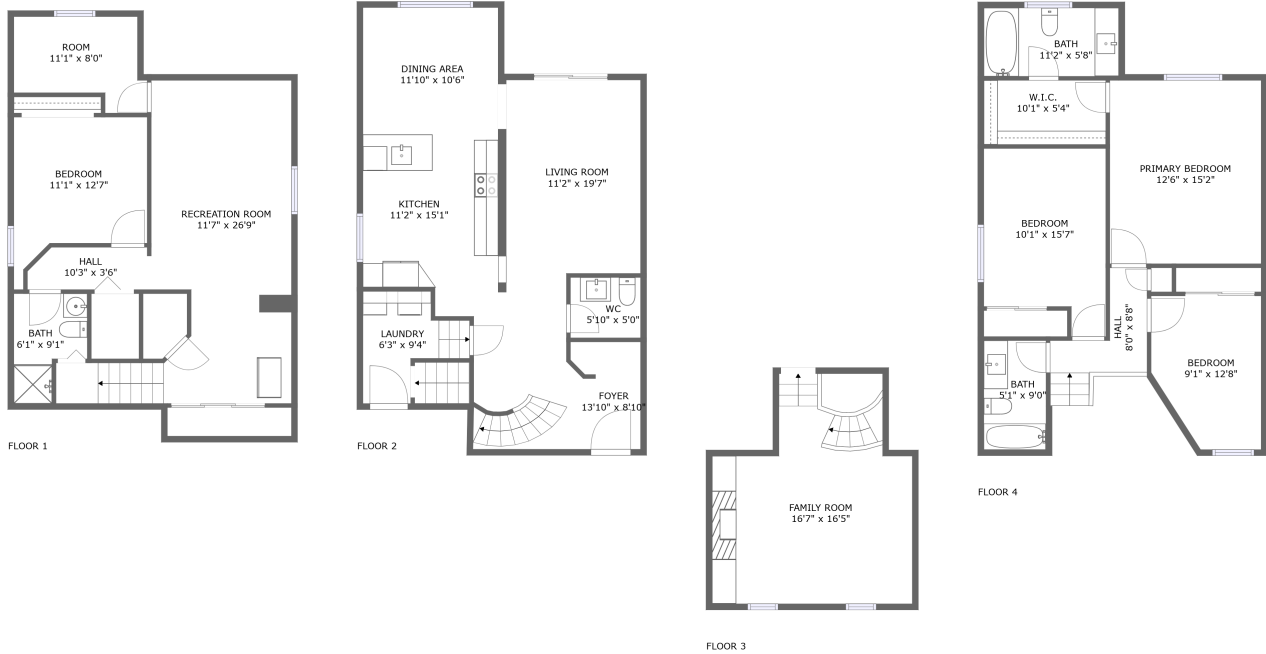 ROOM
11'1" x 8'0"
BEDROOM
11'1" x 12'7"
RECREATION ROOM
11'7" x 26'9"
HALL
10'3" x 3'6"
BATH
6'1" x 9'1"
FLOOR 1
DINING AREA
11'10" x 10'6"
LIVING ROOM
11'2" x 19'7"
KITCHEN
11'2" x 15'1"
WC
5'10" x 5'0"
LAUNDRY
6'3" x 9'4"
FOYER
13'10" x 8'10"
FLOOR 2
FAMILY ROOM
16'7" x 16'5"
FLOOR 3
BATH
11'2" x 5'8"
W.I.C.
10'1" x 5'4"
PRIMARY BEDROOM
12'6" x 15'2"
BEDROOM
10'1" x 15'7"
HALL
8'0" x 8'8"
BEDROOM
9'1" x 12'8"
BATH
5'1" x 9'0"
FLOOR 4